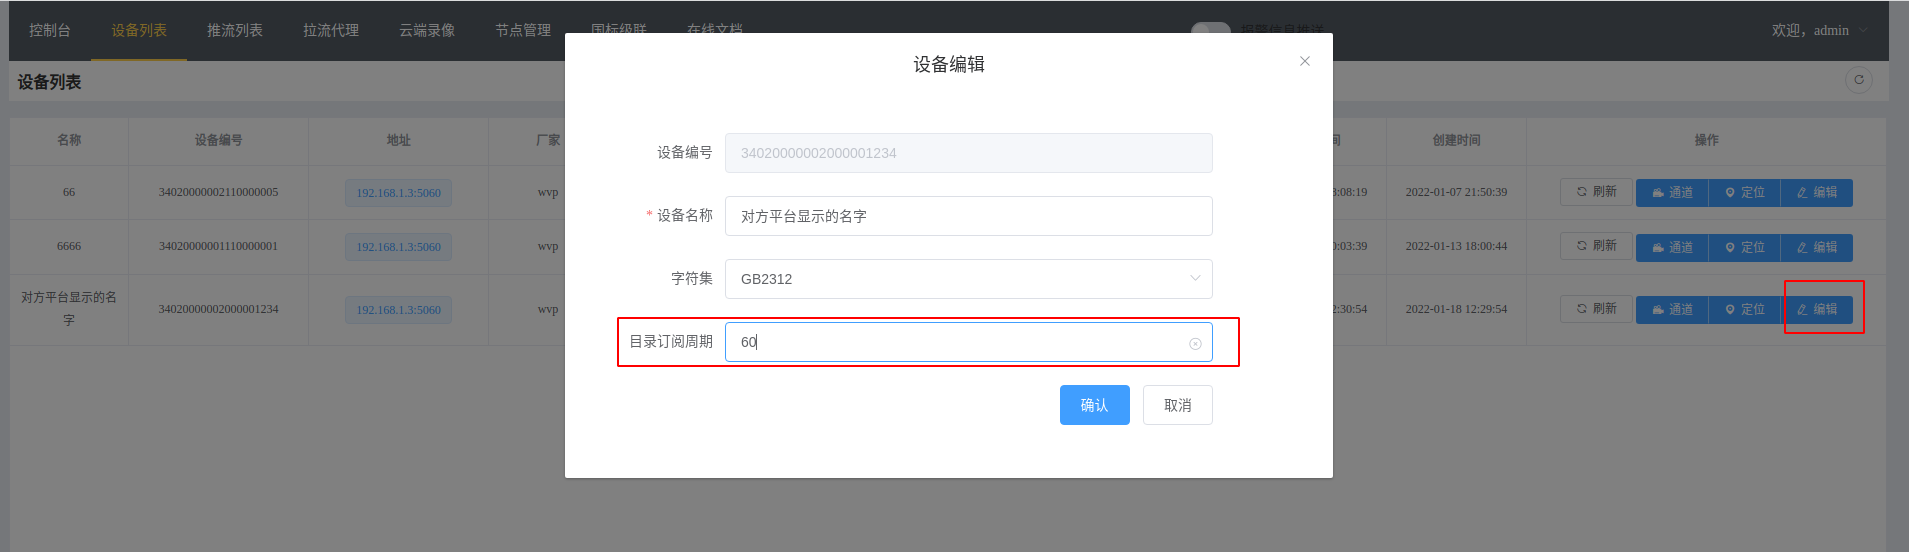 控制台 设备列表 推流列表 拉流代理 云端录像 节点管理 国标级联 在线文档 报警信息推送 欢迎，admin
设备列表
设备编辑
名称 设备编号 地址 厂家 间 创建时间 操作
66 34020000002110000005 192.168.1.3:5060 wvp 3:08:19 2022-01-07 21:50:39 刷新 通道 定位 编辑
6666 34020000001110000001 192.168.1.3:5060 wvp 0:03:39 2022-01-13 18:00:44 刷新 通道 定位 编辑
对方平台显示的名
字 34020000002000001234 192.168.1.3:5060 wvp 2:30:54 2022-01-18 12:29:54 刷新 通道 定位 编辑
设备编号 34020000002000001234
* 设备名称 对方平台显示的名字
字符集 GB2312
目录订阅周期 60
确认 取消